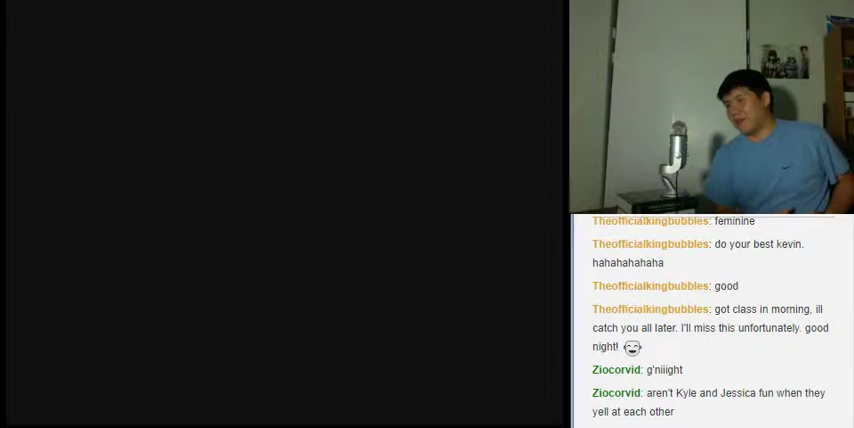 Theofficialkingbubbles: feminine
Theofficialkingbubbles: do your best kevin.
hahahahahaha
Theofficialkingbubbles: good
Theofficialkingbubbles: got class in morning, ill
catch you all later. I'll miss this unfortunately. good
night!
Ziocorvid: g'niiight
Ziocorvid: aren't Kyle and Jessica fun when they
yell at each other